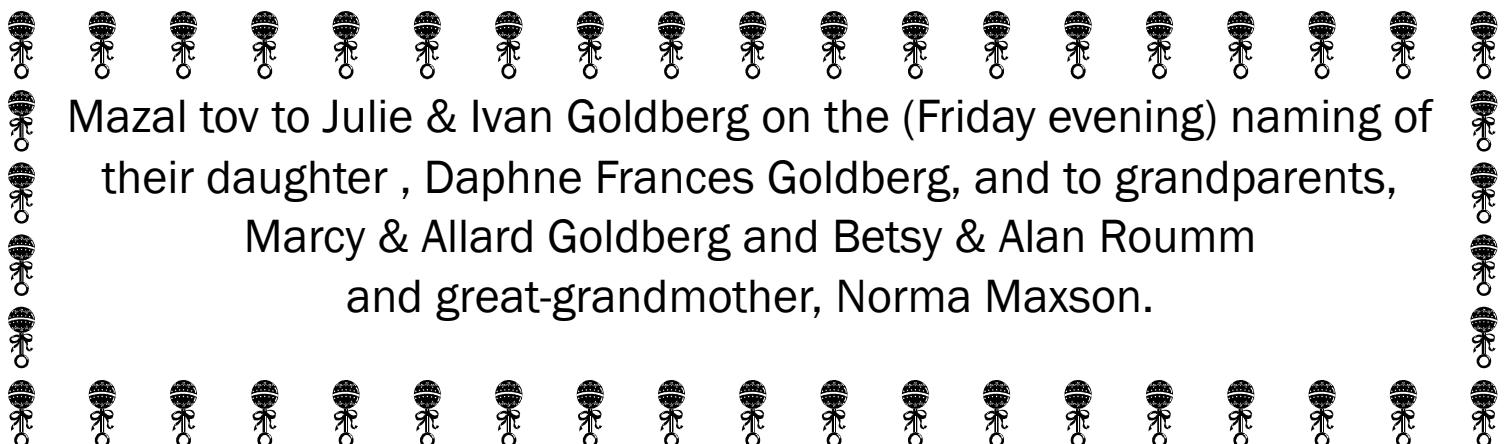 Mazal tov to Julie & Ivan Goldberg on the (Friday evening) naming of
their daughter , Daphne Frances Goldberg, and to grandparents,
Marcy & Allard Goldberg and Betsy & Alan Roumm
and great-grandmother, Norma Maxson.